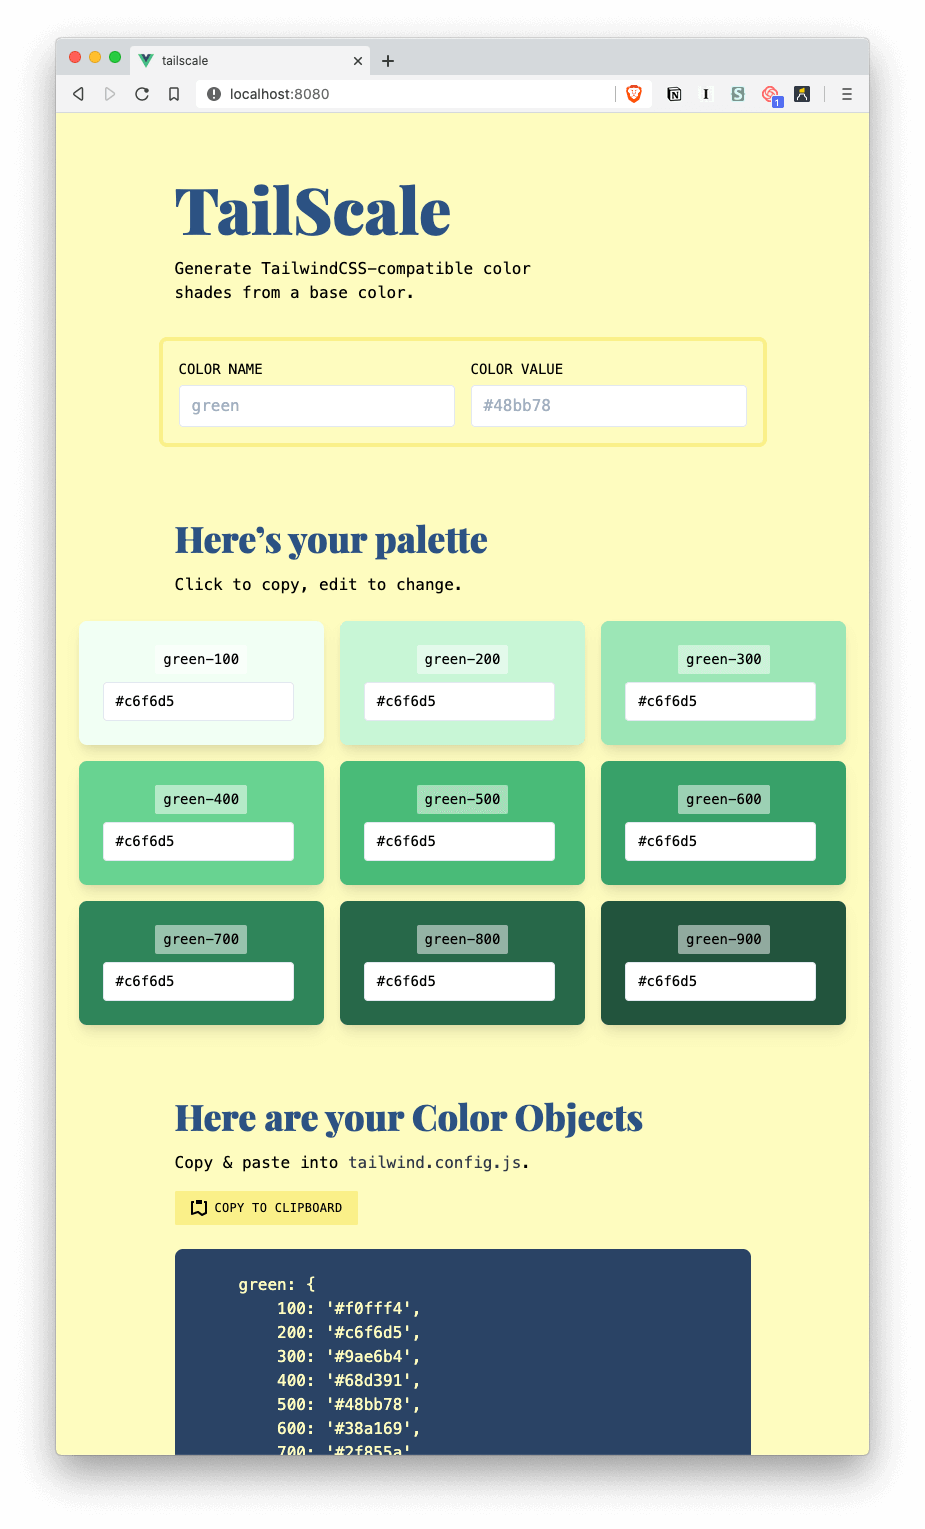 tailscale
localhost:8080
1
TailScale
Generate TailwindCSS-compatible color
shades from a base color.
COLOR NAME COLOR VALUE
green #48bb78
Here’s your palette
Click to copy, edit to change.
green-100 green-200 green-300
#c6f6d5 #c6f6d5 #c6f6d5
green-400 green-500 green-600
#c6f6d5 #c6f6d5 #c6f6d5
green-700 green-800 green-900
#c6f6d5 #c6f6d5 #c6f6d5
Here are your Color Objects
Copy & paste into tailwind.config.js.
COPY TO CLIPBOARD
green: {
100: '#f0fff4',
200: '#c6f6d5',
300: '#9ae6b4',
400: '#68d391',
500: '#48bb78',
600: '#38a169',
700: '#2f855a'